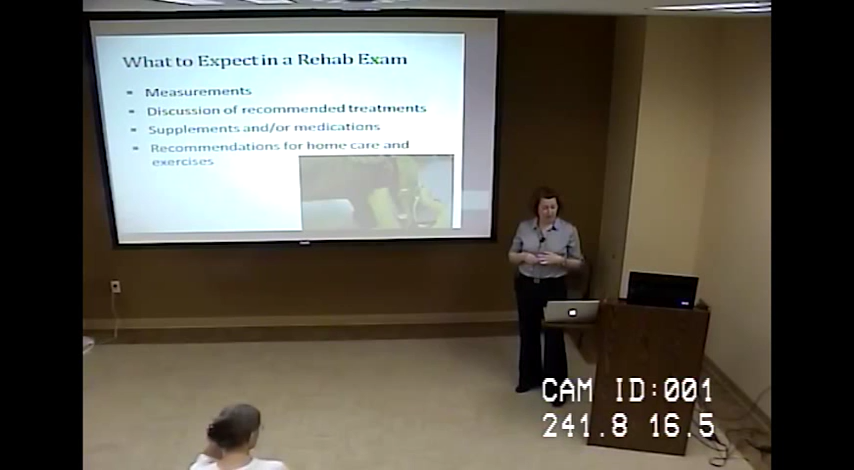 What to Expect in a Rehab Exam
▪ Measurements
▪ Discussion of recommended treatments
▪ Supplements and/or medications
▪ Recommendations for home care and
exercises
CAM ID:001
241.8 16.5